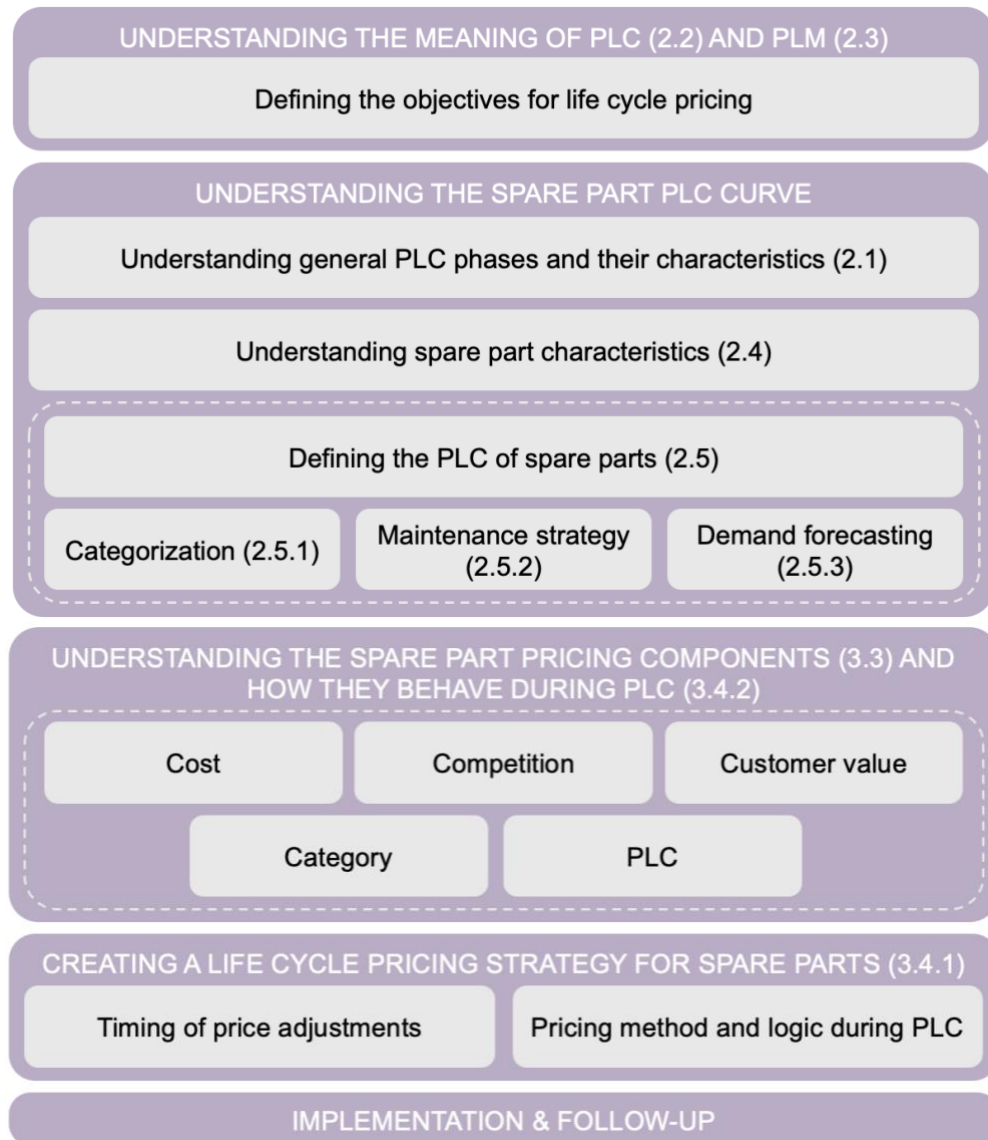 UNDERSTANDING THE MEANING OF PLC (2.2) AND PLM (2.3)
Defining the objectives for life cycle pricing
UNDERSTANDING THE SPARE PART PLC CURVE
Understanding general PLC phases and their characteristics (2.1)
Understanding spare part characteristics (2.4)
Defining the PLC of spare parts (2.5)
Categorization (2.5.1)
Maintenance strategy
(2.5.2)
Demand forecasting
(2.5.3)
UNDERSTANDING THE SPARE PART PRICING COMPONENTS (3.3) AND
HOW THEY BEHAVE DURING PLC (3.4.2)
Cost
Competition
Customer value
Category
PLC
CREATING A LIFE CYCLE PRICING STRATEGY FOR SPARE PARTS (3.4.1)
Timing of price adjustments
Pricing method and logic during PLC
IMPLEMENTATION & FOLLOW-UP